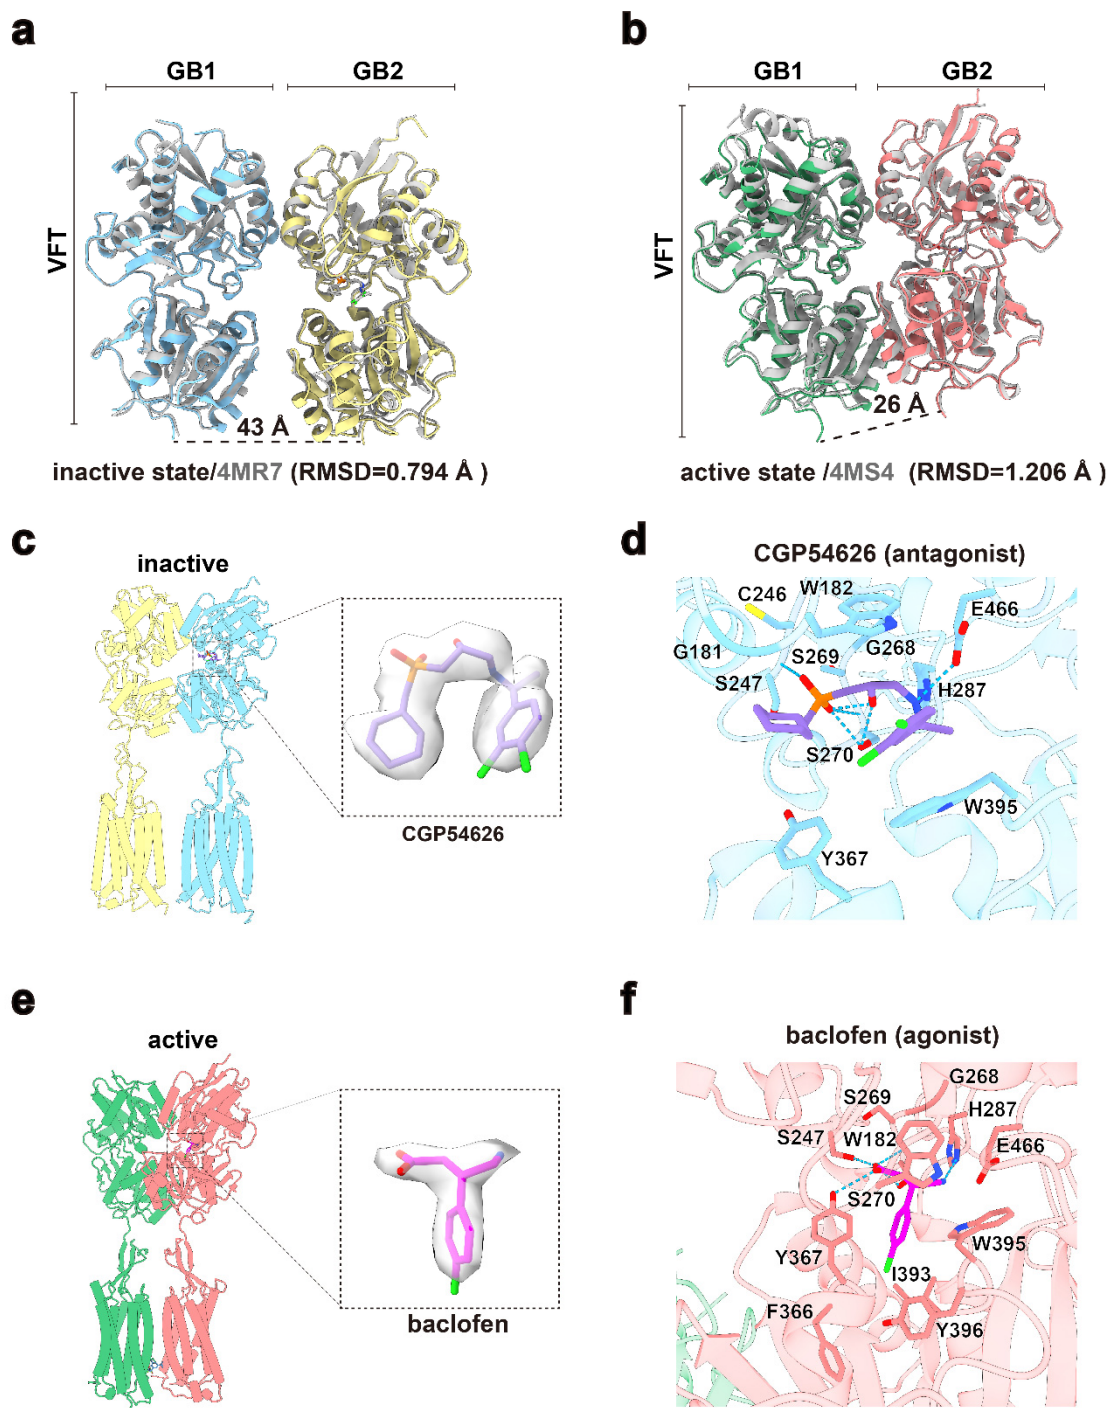 a
b
GB1
GB2
GB1
GB2
VFT
VFT
43 Å
26 Å
inactive state/4MR7 (RMSD=0.794 Å )
active state /4MS4 (RMSD=1.206 Å )
c
d
inactive
CGP54626
CGP54626 (antagonist)
C246
W182
E466
G181
S269
G268
S247
H287
S270
W395
Y367
e
f
active
baclofen
baclofen (agonist)
G268
S269
H287
S247
W182
E466
S270
Y367
W395
I393
F366
Y396